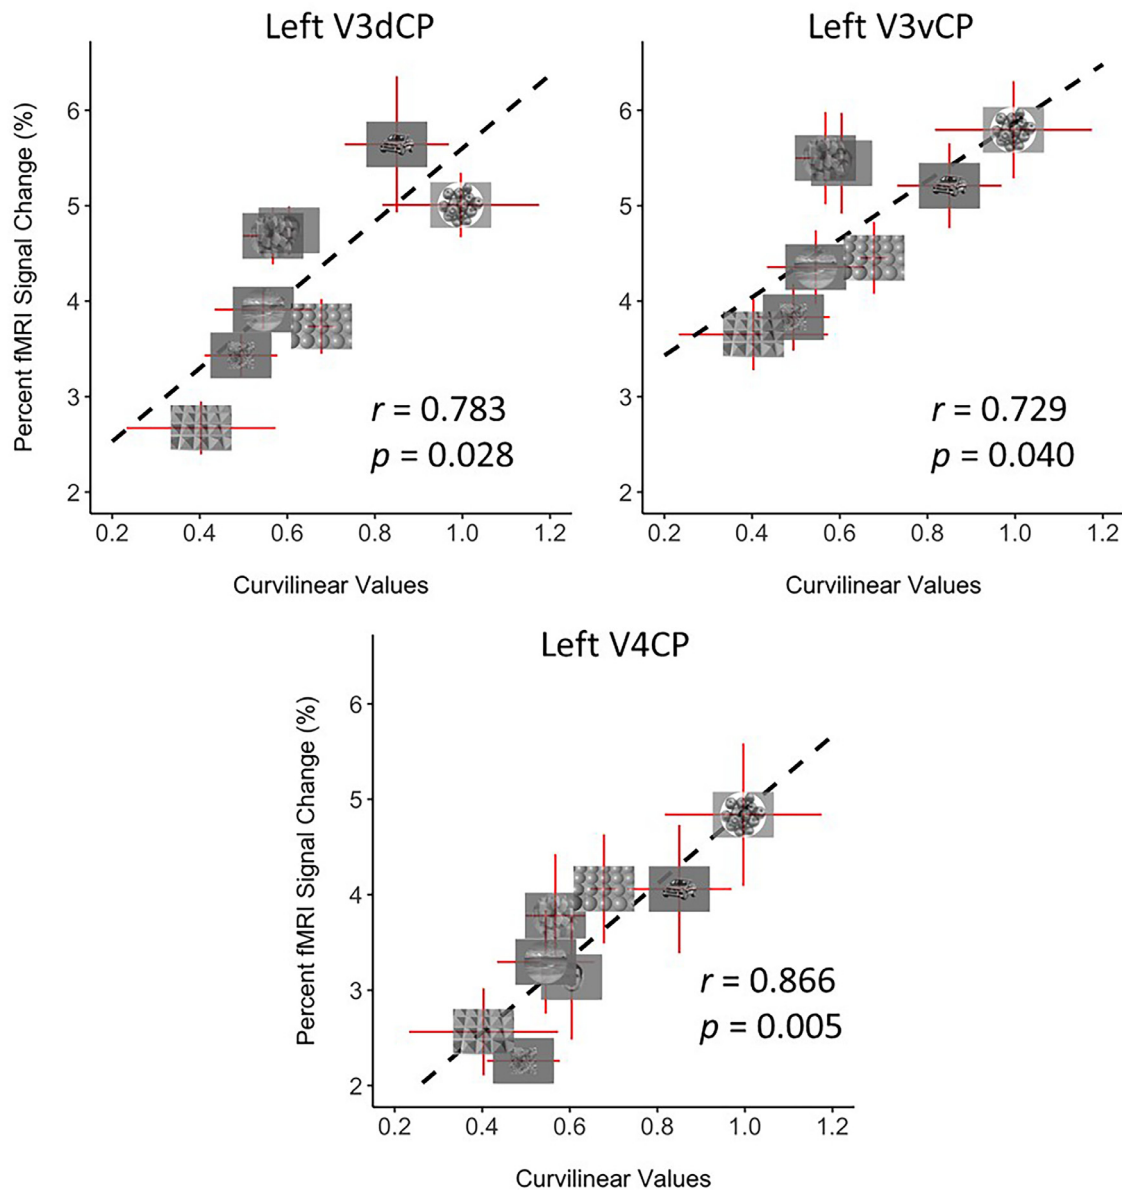 Left V3dCP
Percent fMRI Signal Change (%)
6
5
4
3
2
r = 0.783
p = 0.028
0.2 0.4 0.6 0.8 1.0 1.2
Curvilinear Values
Left V3vCP
6
5
4
3
2
r = 0.729
p = 0.040
0.2 0.4 0.6 0.8 1.0 1.2
Curvilinear Values
Left V4CP
Percent fMRI Signal Change (%)
6
5
4
3
2
r = 0.866
p = 0.005
0.2 0.4 0.6 0.8 1.0 1.2
Curvilinear Values